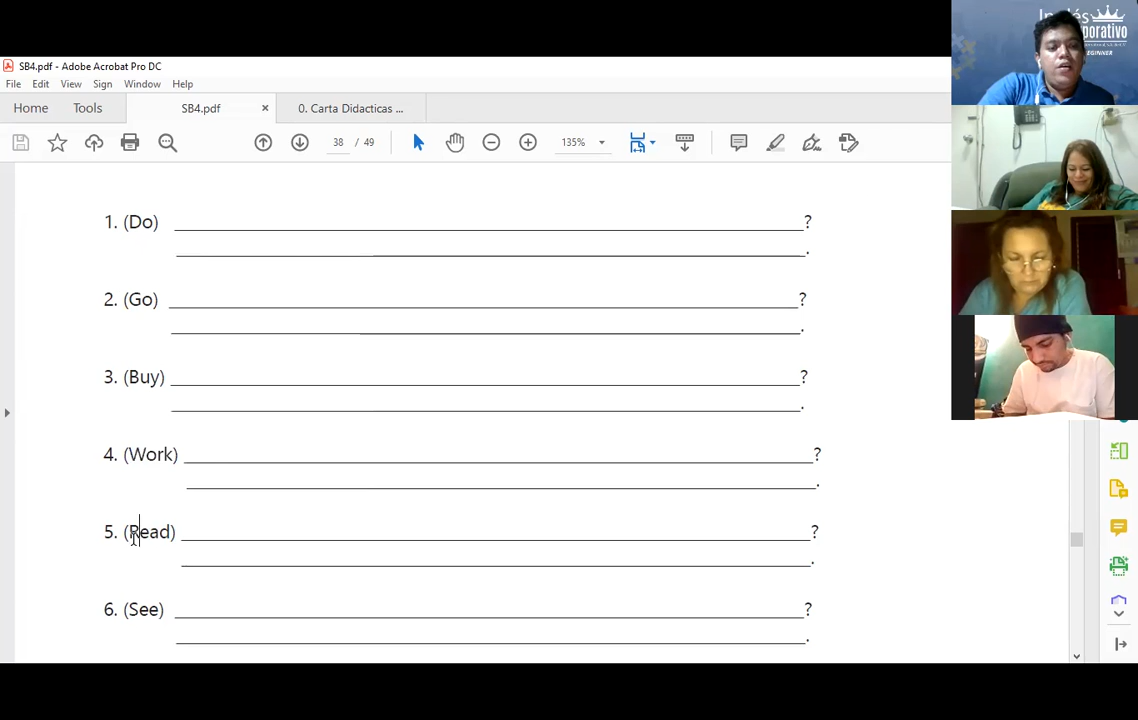 SB4.pdf - Adobe Acrobat Pro DC
File Edit View Sign Window Help
Home Tools SB4.pdf × 0. Carta Didacticas ...
38 / 49 135%
1. (Do) ?
.
2. (Go) ?
.
3. (Buy) ?
.
4. (Work) ?
.
5. (Read) ?
.
6. (See) ?
.